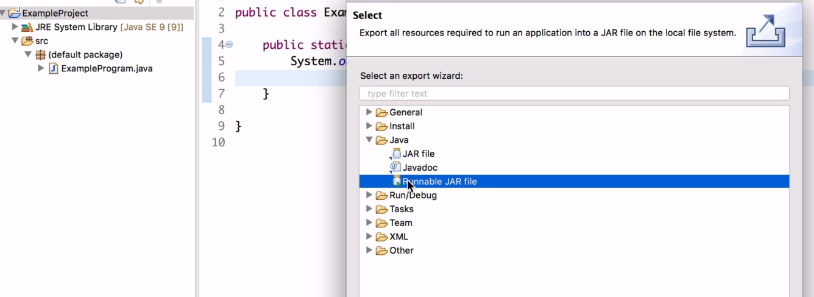 ExampleProject
JRE System Library [Java SE 9 [9]]
src
(default package)
ExampleProgram.java
2 public class
3
4 public
5 System.
6
7 }
8
9 }
10
Select
Export all resources required to run an application into a JAR file on the local file system.
Select an export wizard:
type filter text
General
Install
Java
JAR file
Javadoc
Runnable JAR file
Run/Debug
Tasks
Team
XML
Other